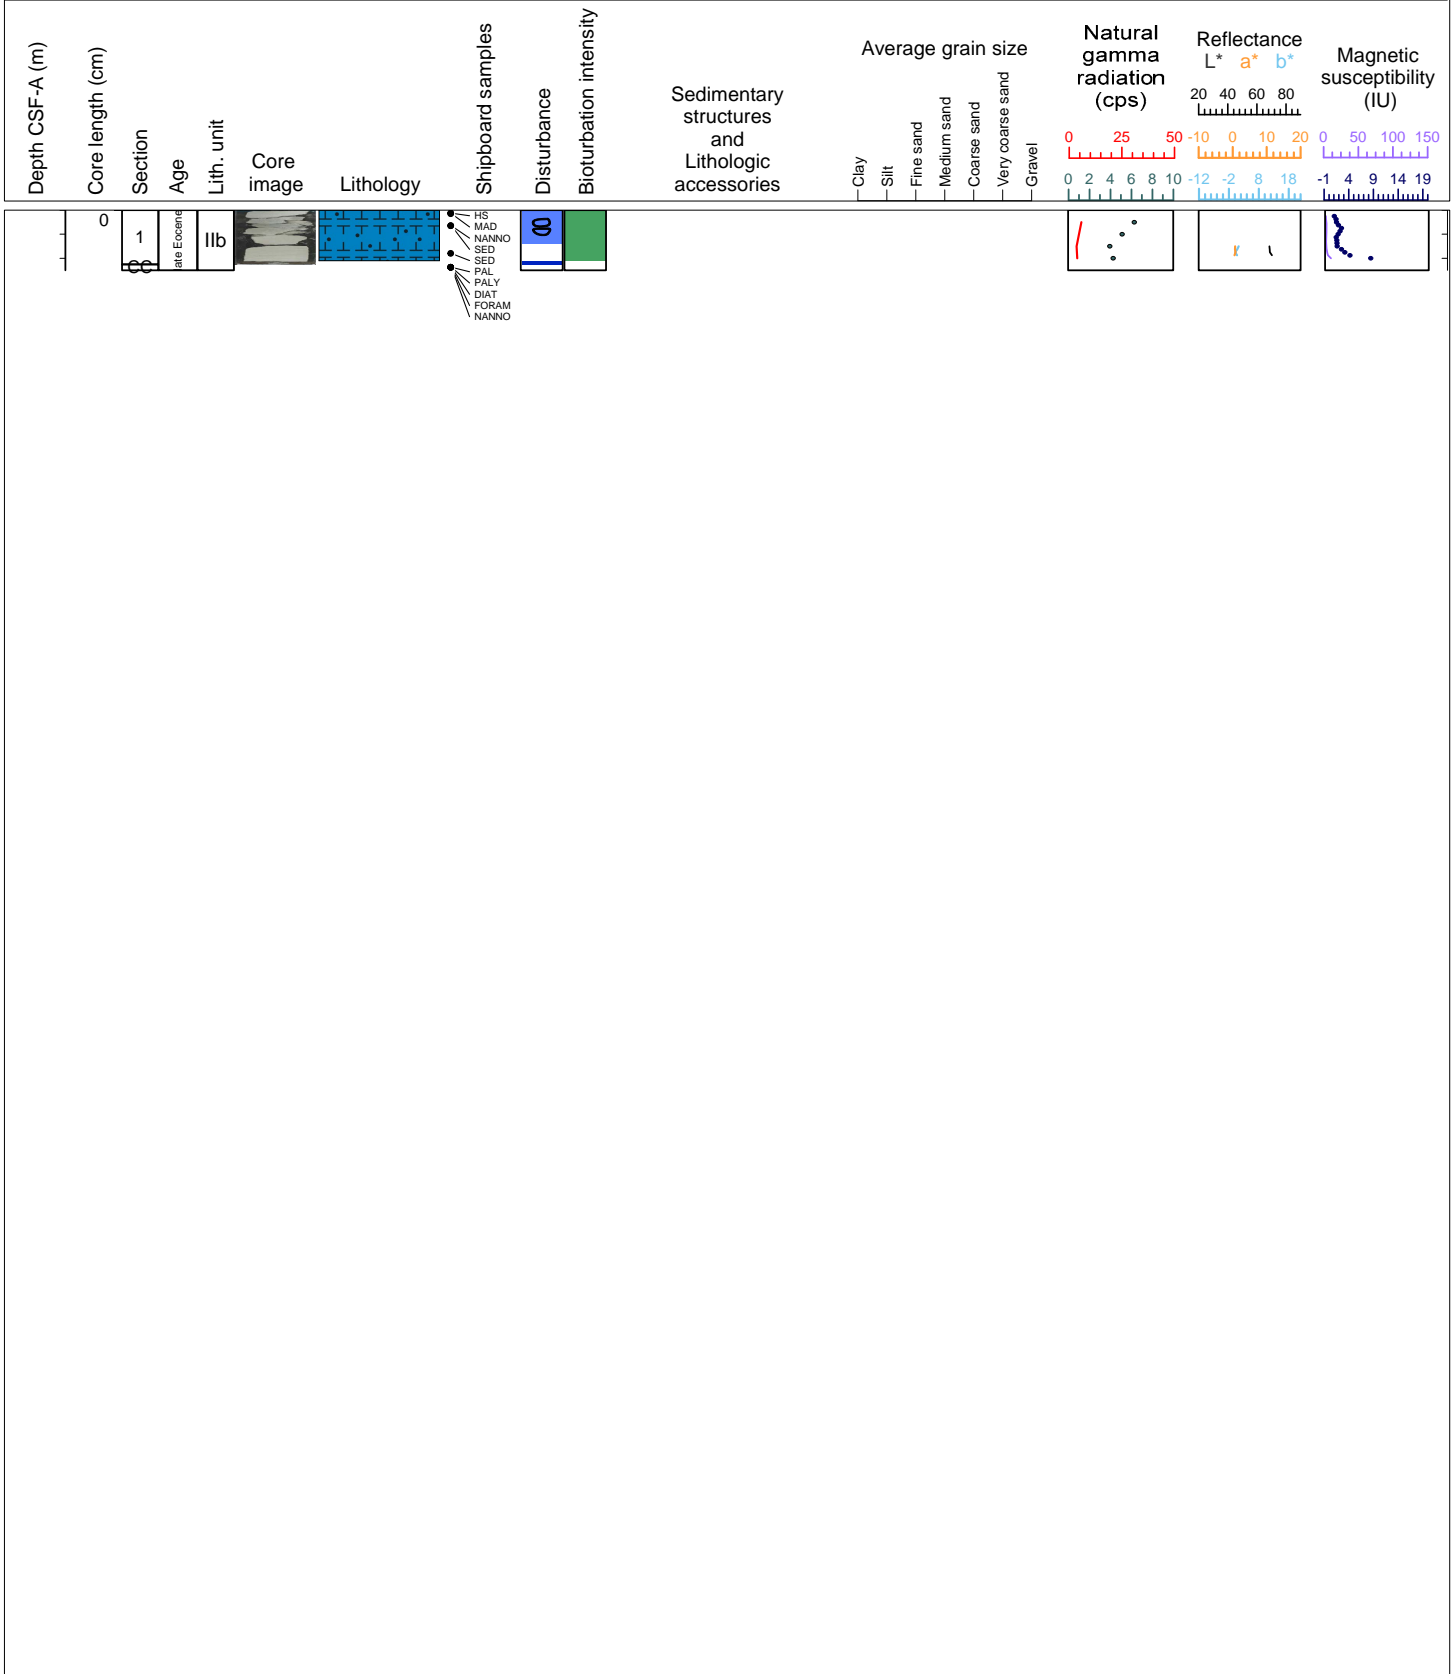 Depth CSF-A (m)
Core length (cm)
Section
Age
Lith. unit
Core
image
Lithology
Shipboard samples
Disturbance
Bioturbation intensity
Sedimentary
structures
and
Lithologic
accessories
Average grain size
Clay
Silt
Fine sand
Medium sand
Coarse sand
Very coarse sand
Gravel
Natural
gamma
radiation
(cps)
0 25 50
0 2 4 6 8 10
Reflectance
L* a* b*
20 40 60 80
-10 0 10 20
-12 -2 8 18
Magnetic
susceptibility
(IU)
0 50 100 150
-1 4 9 14 19
0
1
CC
ate Eocene
IIb
HS
MAD
NANNO
SED
SED
PAL
PALY
DIAT
FORAM
NANNO